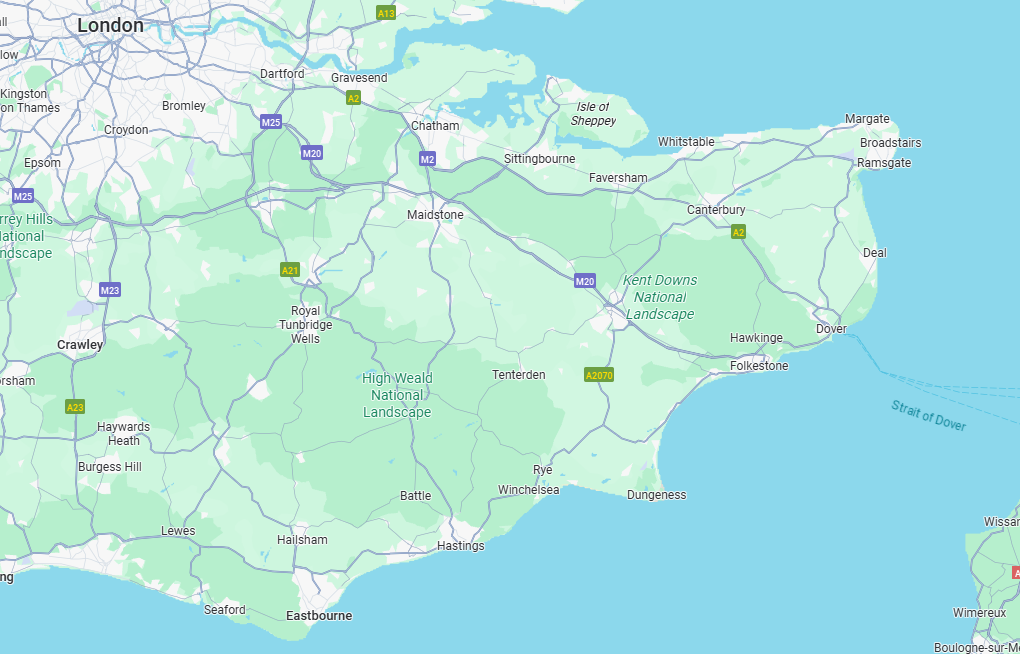 A13
London
Dartford
Gravesend
A2
Kingston
on Thames
Bromley
Isle of
Sheppey
M25
Croydon
Chatham
Margate
Whitstable
Broadstairs
M20
M2
Sittingbourne
Epsom
Ramsgate
Faversham
M25
Canterbury
Maidstone
rrey Hills
National
ndscape
A2
Deal
A21
M20
Kent Downs
National
Landscape
M23
Royal
Tunbridge
Wells
Dover
Hawkinge
Crawley
Folkestone
orsham
High Weald
National
Landscape
Tenterden
A2070
A23
Strait of Dover
Haywards
Heath
Burgess Hill
Rye
Winchelsea
Battle
Dungeness
Wissan
Lewes
Hailsham
Hastings
ng
A
Seaford
Eastbourne
Wimereux
Boulogne-sur-M